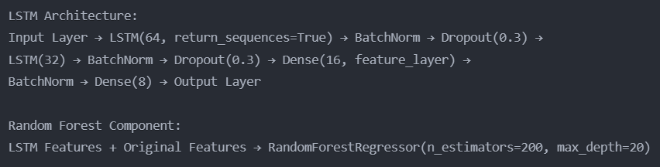 LSTM Architecture:
Input Layer → LSTM(64, return_sequences=True) → BatchNorm → Dropout(0.3) →
LSTM(32) → BatchNorm → Dropout(0.3) → Dense(16, feature_layer) →
BatchNorm → Dense(8) → Output Layer
Random Forest Component:
LSTM Features + Original Features → RandomForestRegressor(n_estimators=200, max_depth=20)